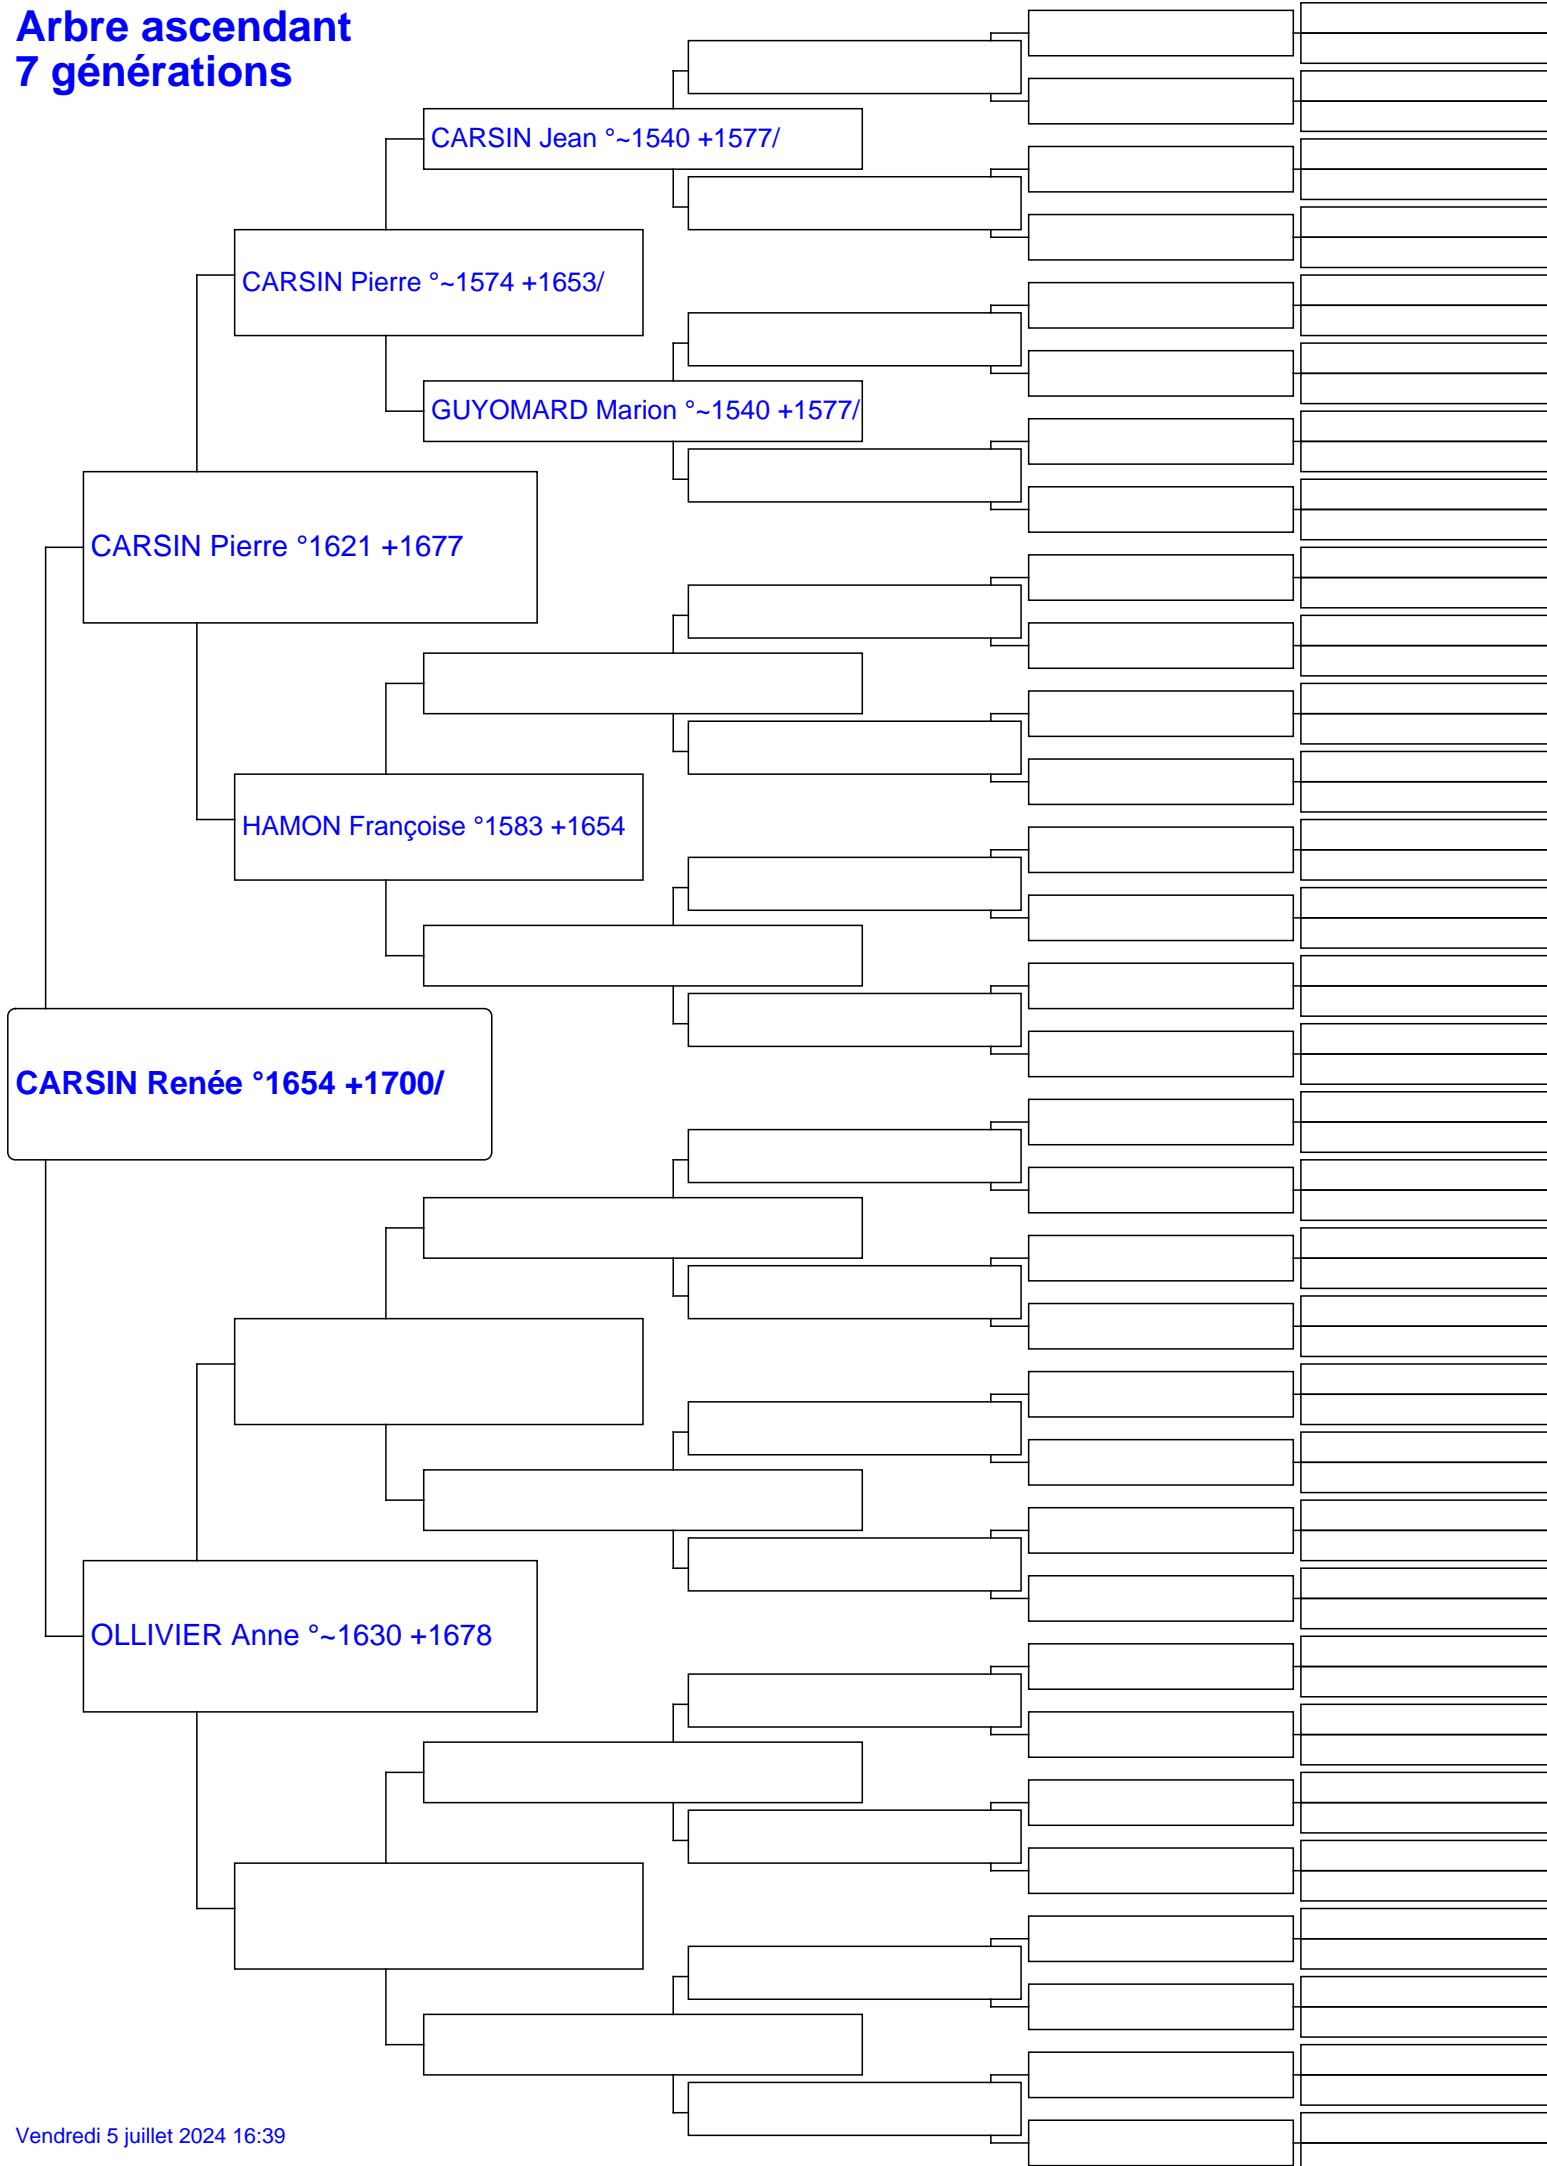 Arbre ascendant
7 générations
CARSIN Jean °~1540 +1577/
CARSIN Pierre °~1574 +1653/
GUYOMARD Marion °~1540 +1577/
CARSIN Pierre °1621 +1677
HAMON Françoise °1583 +1654
CARSIN Renée °1654 +1700/
OLLIVIER Anne °~1630 +1678
Vendredi 5 juillet 2024 16:39